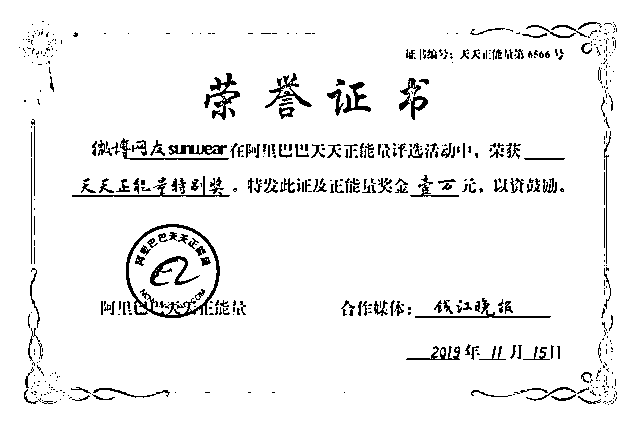 证书编号：天天正能量第6566号
荣誉证书
微博网友sunwear在阿里巴巴天天正能量评选活动中，荣获
天天正能量特别奖。特发此证及正能量奖金壹万元，以资鼓励。
阿里巴巴天天正能量
阿里巴巴天天正能量
合作媒体：钱江晚报
2019年11月15日